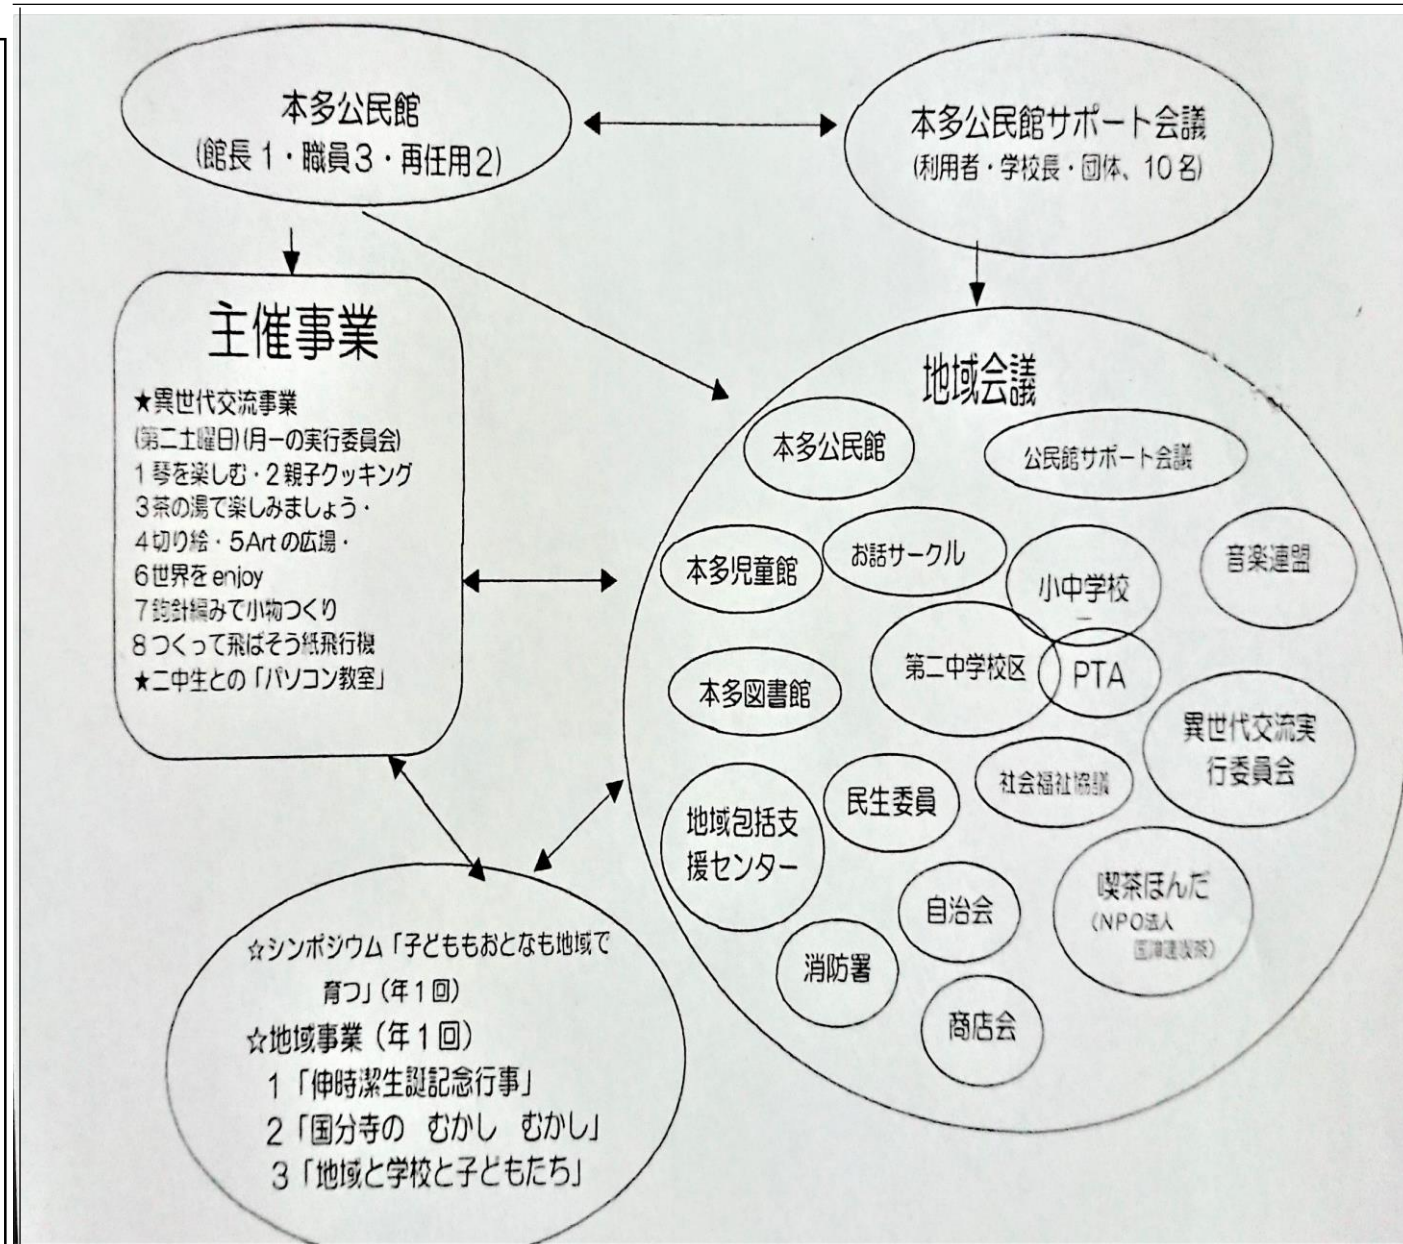 本多公民館
(館長1・職員3・再任用2)
本多公民館サポート会議
(利用者・学校長・団体、10名)
主催事業
★異世代交流事業
(第二土曜日)(月一の実行委員会)
1琴を楽しむ・2親子クッキング
3茶の湯で楽しみましょう・
4切り絵・5Artの広場・
6世界をenjoy
7鈎針編みで小物つくり
8つくって飛ばそう紙飛行機
★二中生との「パソコン教室」
地域会議
本多公民館
公民館サポート会議
本多児童館
お話サークル
小中学校
音楽連盟
第二中学校区
PTA
本多図書館
異世代交流実
行委員会
社会福祉協議
民生委員
地域包括支
援センター
自治会
喫茶ほんだ
(NPO法人
消防署
商店会
☆シンポジウム「子どももおとなも地域で
育つ」(年1回)
☆地域事業(年1回)
1「伸時潔生誕記念行事」
2「国分寺の むかし むかし」
3「地域と学校と子どもたち」